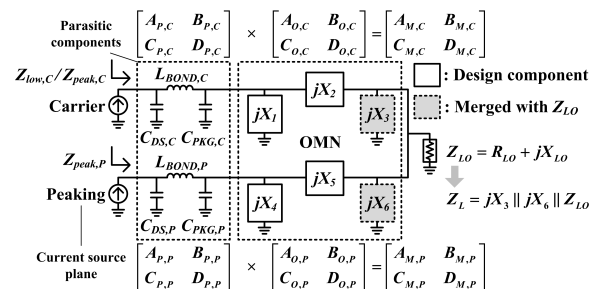 Parasitic components
[A_{P,C} B_{P,C}; C_{P,C} D_{P,C}] × [A_{O,C} B_{O,C}; C_{O,C} D_{O,C}] = [A_{M,C} B_{M,C}; C_{M,C} D_{M,C}]
Z_{low,C}/Z_{peak,C}
L_{BOND,C}
Carrier
C_{DS,C} C_{PKG,C}
jX_1
jX_2
jX_3
: Design component
: Merged with Z_{LO}
OMN
Z_{peak,P}
L_{BOND,P}
Peaking
C_{DS,P} C_{PKG,P}
jX_4
jX_5
jX_6
Z_{LO} = R_{LO} + jX_{LO}
Z_L = jX_3 || jX_6 || Z_{LO}
Current source plane
[A_{P,P} B_{P,P}; C_{P,P} D_{P,P}] × [A_{O,P} B_{O,P}; C_{O,P} D_{O,P}] = [A_{M,P} B_{M,P}; C_{M,P} D_{M,P}]